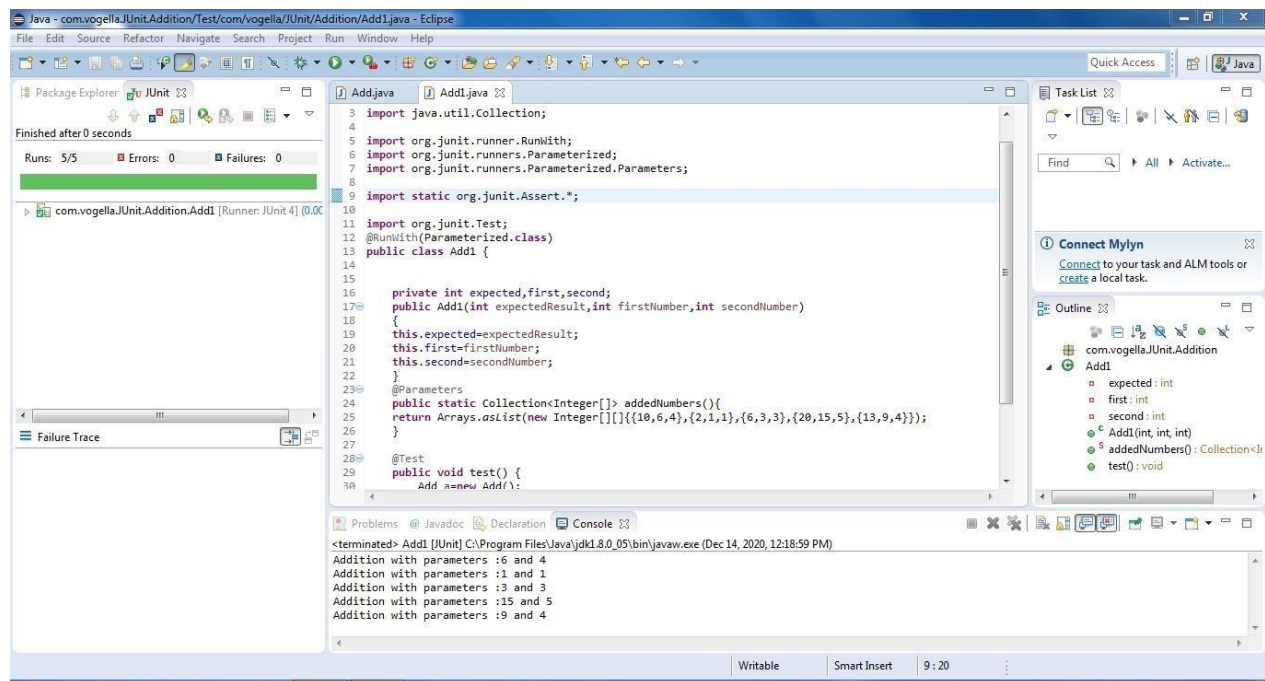 Java - com.vogella.JUnit.Addition/Test/com/vogella/JUnit/Addition/Add1.java - Eclipse
File Edit Source Refactor Navigate Search Project Run Window Help
Quick Access
Java
Package Explorer JUnit
Finished after 0 seconds
Runs: 5/5 Errors: 0 Failures: 0
com.vogella.JUnit.Addition.Add1 [Runner: JUnit 4] (0.00
Failure Trace
Add.java Add1.java
3 import java.util.Collection;
4
5 import org.junit.runner.RunWith;
6 import org.junit.runners.Parameterized;
7 import org.junit.runners.Parameterized.Parameters;
8
9 import static org.junit.Assert.*;
10
11 import org.junit.Test;
12 @RunWith(Parameterized.class)
13 public class Add1 {
14
15
16 private int expected,first,second;
17 public Add1(int expectedResult,int firstNumber,int secondNumber)
18 {
19 this.expected=expectedResult;
20 this.first=firstNumber;
21 this.second=secondNumber;
22 }
23 @Parameters
24 public static Collection<Integer[]> addedNumbers(){
25 return Arrays.asList(new Integer[][]{{10,6,4},{2,1,1},{6,3,3},{20,15,5},{13,9,4}});
26 }
27
28 @Test
29 public void test() {
30 Add a=new Add();
Task List
Find All Activate...
Connect Mylyn
Connect to your task and ALM tools or
create a local task.
Outline
com.vogella.JUnit.Addition
Add1
expected : int
first : int
second : int
Add1(int, int, int)
addedNumbers() : Collection<I
test() : void
Problems Javadoc Declaration Console
<terminated> Add1 [JUnit] C:\Program Files\Java\jdk1.8.0_05\bin\javaw.exe (Dec 14, 2020, 12:18:59 PM)
Addition with parameters :6 and 4
Addition with parameters :1 and 1
Addition with parameters :3 and 3
Addition with parameters :15 and 5
Addition with parameters :9 and 4
Writable Smart Insert 9 : 20